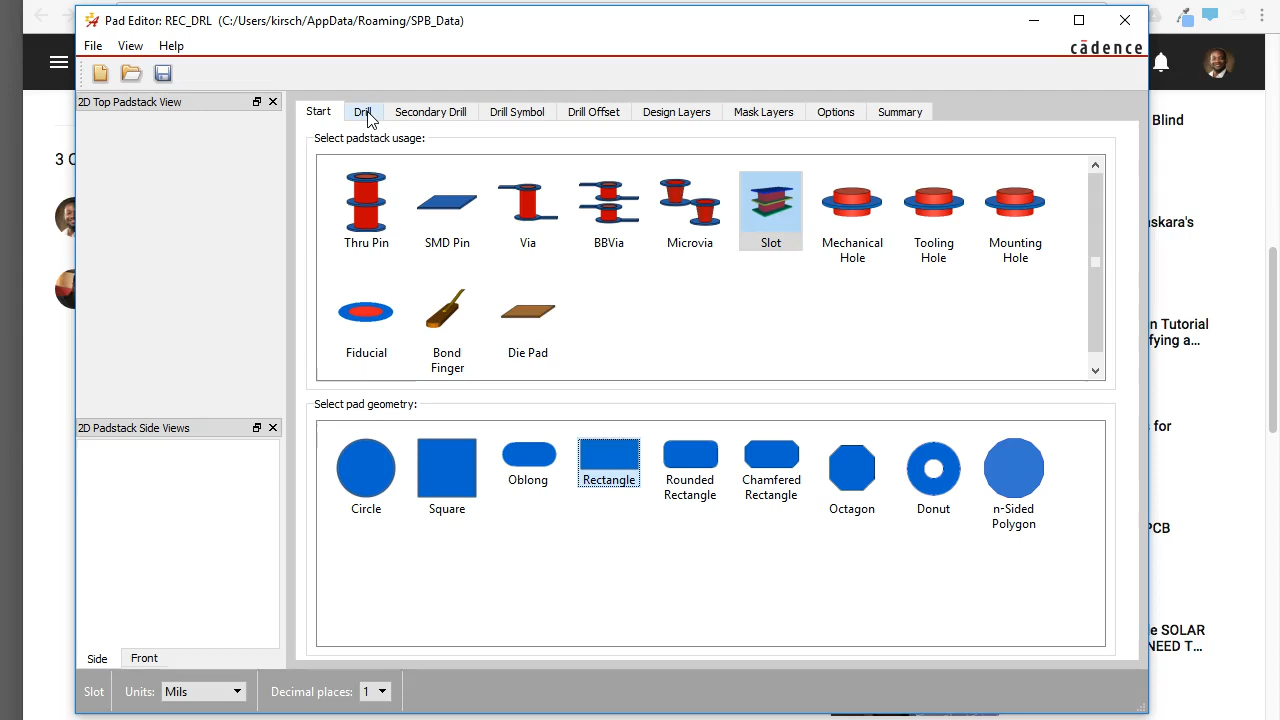 Pad Editor: REC_DRL (C:/Users/kirsch/AppData/Roaming/SPB_Data)
File View Help
cādence
2D Top Padstack View
Start Drill Secondary Drill Drill Symbol Drill Offset Design Layers Mask Layers Options Summary
Select padstack usage:
Thru Pin
SMD Pin
Via
BBVia
Microvia
Slot
Mechanical
Hole
Tooling
Hole
Mounting
Hole
Fiducial
Bond
Finger
Die Pad
Select pad geometry:
Circle
Square
Oblong
Rectangle
Rounded
Rectangle
Chamfered
Rectangle
Octagon
Donut
n-Sided
Polygon
2D Padstack Side Views
Side Front
Slot Units: Mils Decimal places: 1
3 C
Blind
askara's
n Tutorial
fying a...
for
PCB
le SOLAR
NEED T...